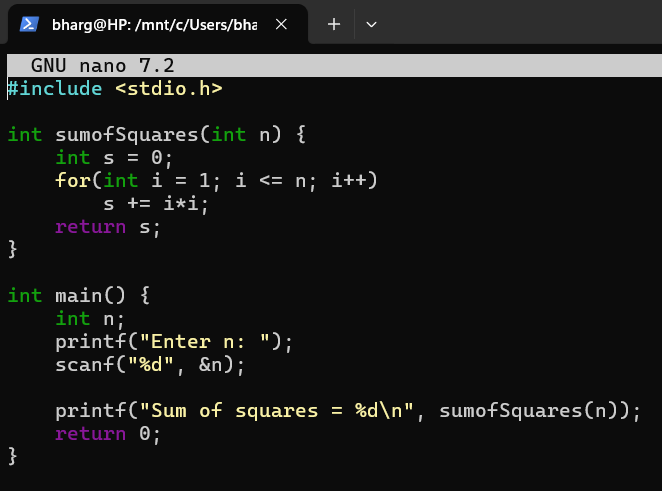 bharg@HP: /mnt/c/Users/bha
GNU nano 7.2
#include <stdio.h>

int sumofSquares(int n) {
    int s = 0;
    for(int i = 1; i <= n; i++)
        s += i*i;
    return s;
}

int main() {
    int n;
    printf("Enter n: ");
    scanf("%d", &n);

    printf("Sum of squares = %d\n", sumofSquares(n));
    return 0;
}